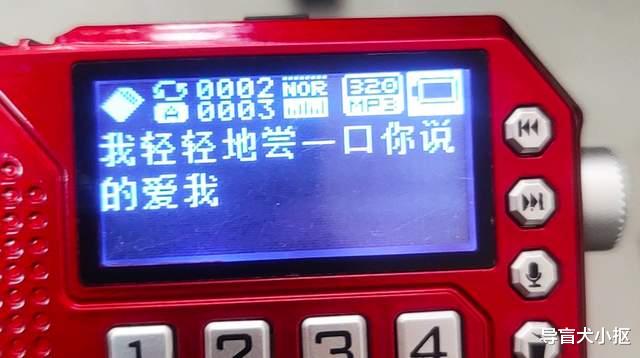 0002 NOR 320
A 0003 MP3
我轻轻地尝一口你说
的爱我
1 2 3 4
导盲犬小抠